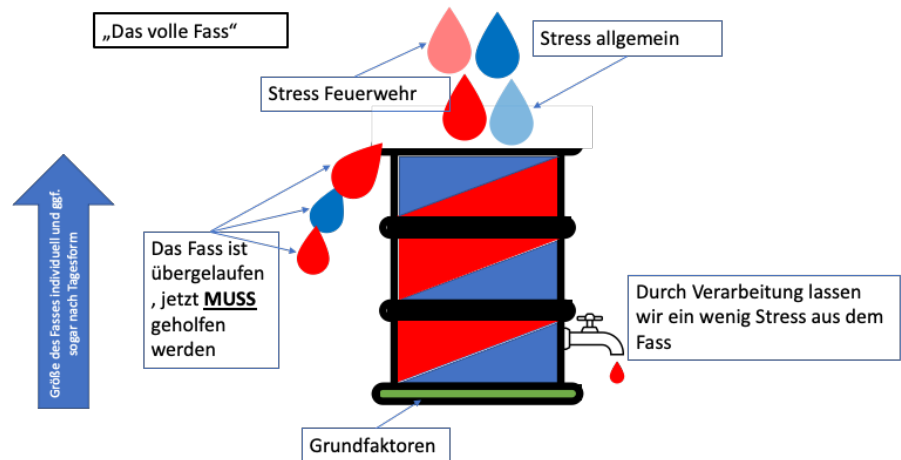 „Das volle Fass“
Stress allgemein
Stress Feuerwehr
Größe des Fasses individuell und ggf.
sogar nach Tagesform
Das Fass ist
übergelaufen
, jetzt MUSS
geholfen
werden
Durch Verarbeitung lassen
wir ein wenig Stress aus dem
Fass
Grundfaktoren